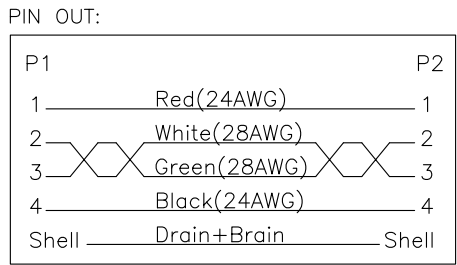 PIN OUT:
P1 P2
1 Red(24AWG) 1
2 White(28AWG) 2
3 Green(28AWG) 3
4 Black(24AWG) 4
Shell Drain+Brain Shell